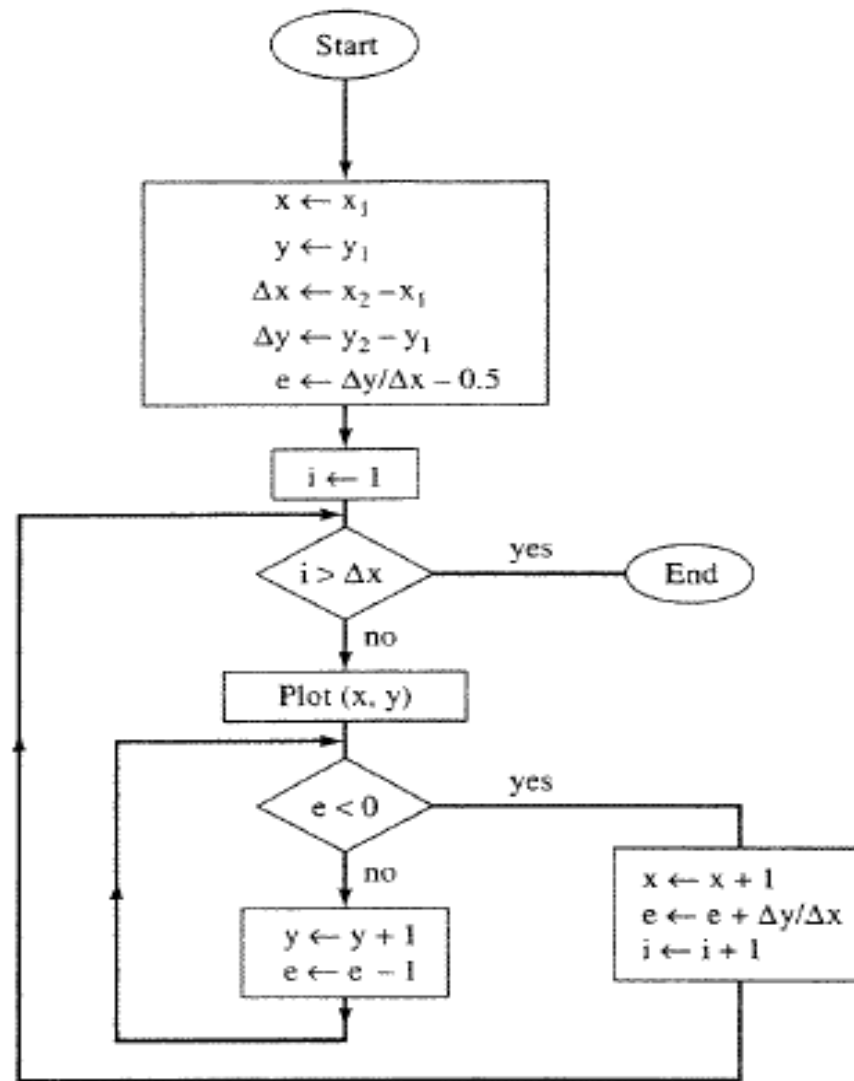 Start
x ← x₁
y ← y₁
Δx ← x₂ – x₁
Δy ← y₂ – y₁
e ← Δy/Δx – 0.5
i ← 1
i > Δx
yes
End
no
Plot (x, y)
e < 0
yes
no
x ← x + 1
e ← e + Δy/Δx
i ← i + 1
y ← y + 1
e ← e – 1